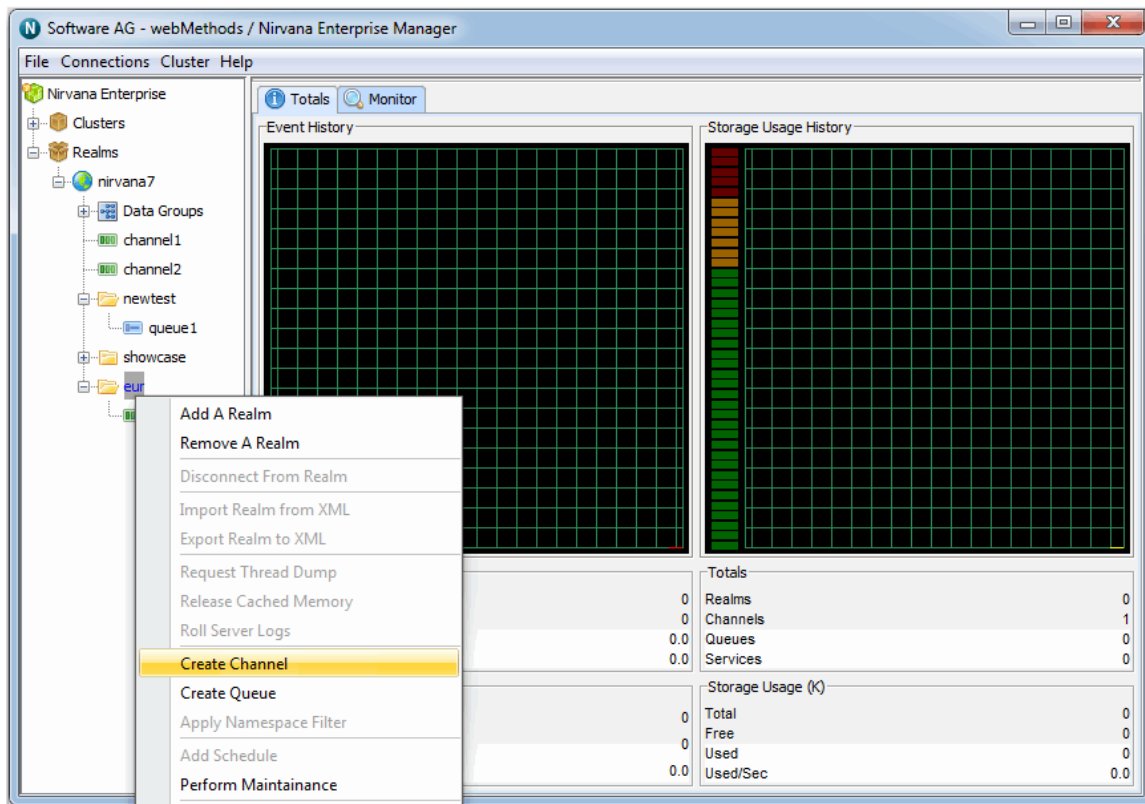 Software AG - webMethods / Nirvana Enterprise Manager
File Connections Cluster Help
Nirvana Enterprise
Clusters
Realms
nirvana7
Data Groups
channel1
channel2
newtest
queue1
showcase
eur
Totals Monitor
Event History
Storage Usage History
Add A Realm
Remove A Realm
Disconnect From Realm
Import Realm from XML
Export Realm to XML
Request Thread Dump
Release Cached Memory
Roll Server Logs
Create Channel
Create Queue
Apply Namespace Filter
Add Schedule
Perform Maintainance
0
0
0.0
0.0
0
0
0.0
Totals
Realms 0
Channels 1
Queues 0
Services 0
Storage Usage (K)
Total 0
Free 0
Used 0
Used/Sec 0.0